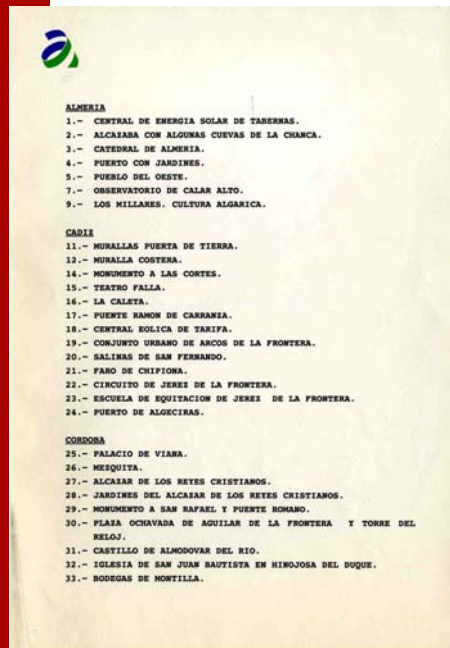 ALMERIA
1.- CENTRAL DE ENERGIA SOLAR DE TABERNAS.
2.- ALCAZABA CON ALGUNAS CUEVAS DE LA CHANCA.
3.- CATEDRAL DE ALMERIA.
4.- PUERTO CON JARDINES.
5.- PUEBLO DEL OESTE.
7.- OBSERVATORIO DE CALAR ALTO.
9.- LOS MILLARES. CULTURA ALGARICA.
CADIZ
11.- MURALLAS PUERTA DE TIERRA.
12.- MURALLA COSTERA.
14.- MONUMENTO A LAS CORTES.
15.- TEATRO FALLA.
16.- LA CALETA.
17.- PUENTE RAMON DE CARRANZA.
18.- CENTRAL EOLICA DE TARIFA.
19.- CONJUNTO URBANO DE ARCOS DE LA FRONTERA.
20.- SALINAS DE SAN FERNANDO.
21.- FARO DE CHIPIONA.
22.- CIRCUITO DE JEREZ DE LA FRONTERA.
23.- ESCUELA DE EQUITACION DE JEREZ DE LA FRONTERA.
24.- PUERTO DE ALGECIRAS.
CORDOBA
25.- PALACIO DE VIANA.
26.- MEZQUITA.
27.- ALCAZAR DE LOS REYES CRISTIANOS.
28.- JARDINES DEL ALCAZAR DE LOS REYES CRISTIANOS.
29.- MONUMENTO A SAN RAFAEL Y PUENTE ROMANO.
30.- PLAZA OCHAVADA DE AGUILAR DE LA FRONTERA Y TORRE DEL
RELOJ.
31.- CASTILLO DE ALMODOVAR DEL RIO.
32.- IGLESIA DE SAN JUAN BAUTISTA EN HINOJOSA DEL DUQUE.
33.- BODEGAS DE MONTILLA.